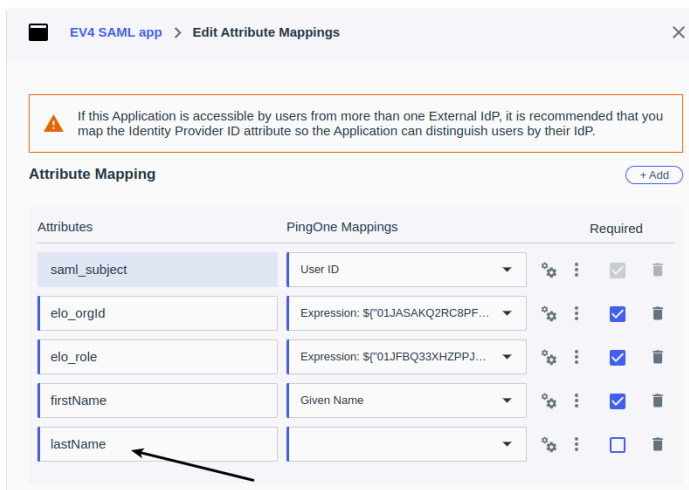 EV4 SAML app > Edit Attribute Mappings
If this Application is accessible by users from more than one External IdP, it is recommended that you
map the Identity Provider ID attribute so the Application can distinguish users by their IdP.
Attribute Mapping
+ Add
Attributes PingOne Mappings Required
saml_subject User ID
elo_orgId Expression: ${"01JASAKQ2RC8PF...
elo_role Expression: ${"01JFBQ33XHZPPJ...
firstName Given Name
lastName